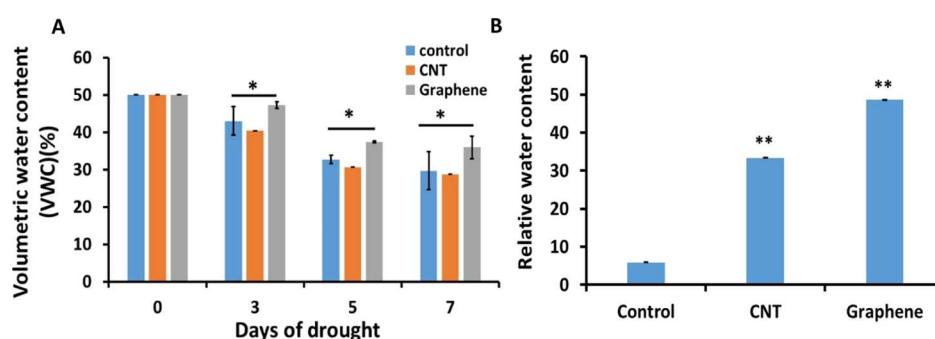 A
Volumetric water content
(VWC)(%)
60
50
40
30
20
10
0
control
CNT
Graphene
*
*
*
0 3 5 7
Days of drought
B
Relative water content
60
50
40
30
20
10
0
**
**
Control CNT Graphene